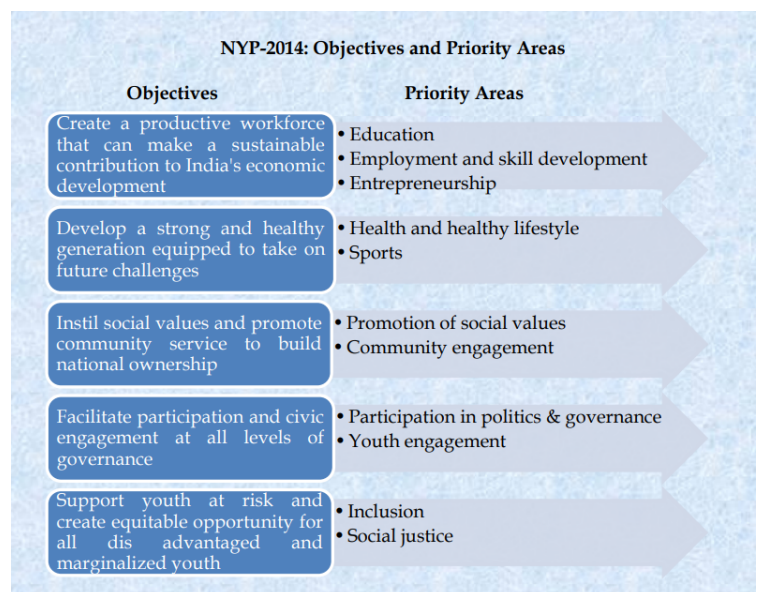 NYP-2014: Objectives and Priority Areas
Objectives
Priority Areas
Create a productive workforce
that can make a sustainable
contribution to India's economic
development
• Education
• Employment and skill development
• Entrepreneurship
Develop a strong and healthy
generation equipped to take on
future challenges
• Health and healthy lifestyle
• Sports
Instil social values and promote
community service to build
national ownership
• Promotion of social values
• Community engagement
Facilitate participation and civic
engagement at all levels of
governance
• Participation in politics & governance
• Youth engagement
Support youth at risk and
create equitable opportunity for
all dis advantaged and
marginalized youth
• Inclusion
• Social justice